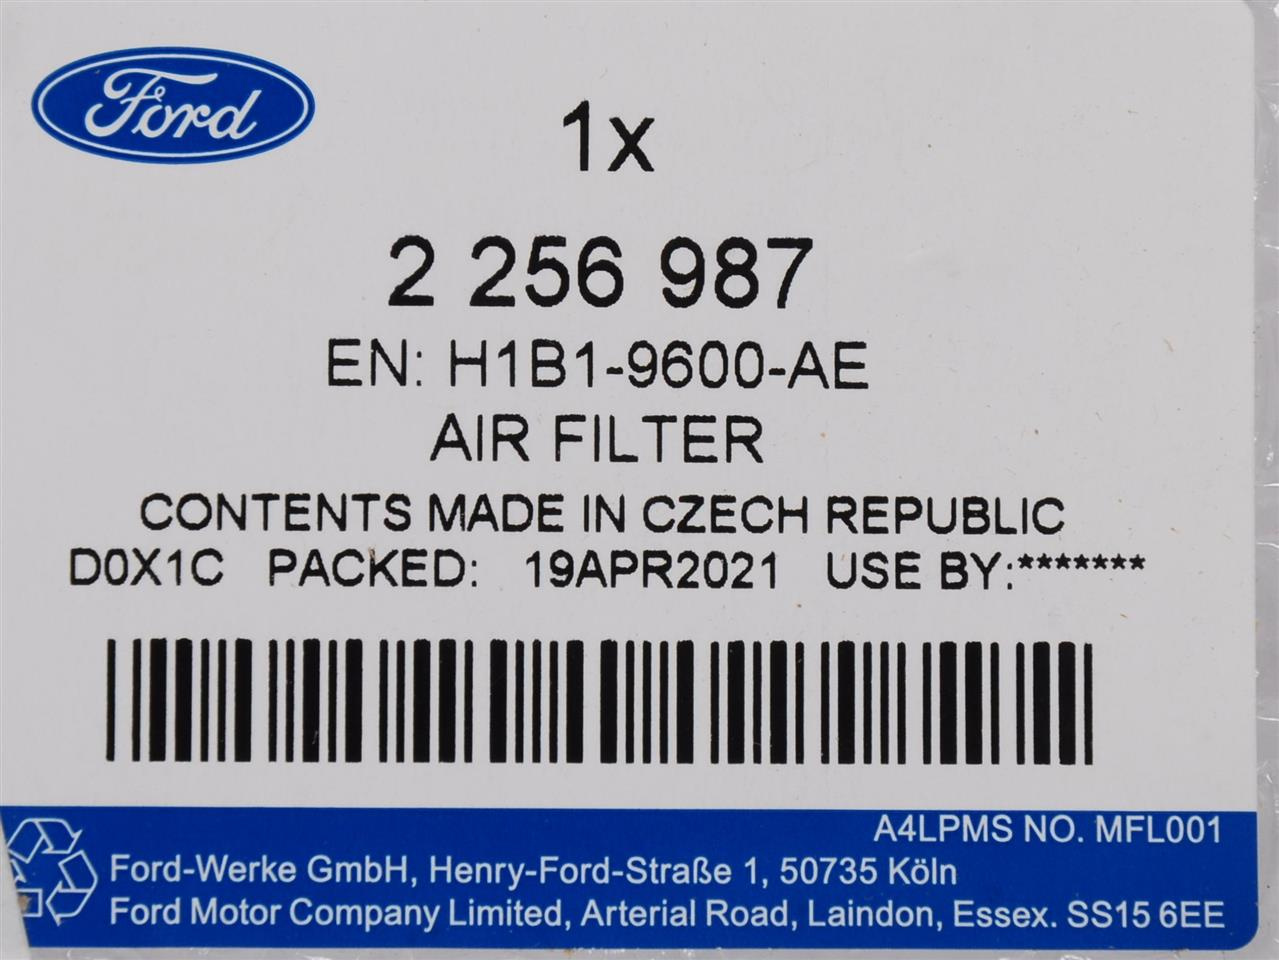 Ford
1x
2 256 987
EN: H1B1-9600-AE
AIR FILTER
CONTENTS MADE IN CZECH REPUBLIC
D0X1C PACKED: 19APR2021 USE BY:*******
A4LPMS NO. MFL001
Ford-Werke GmbH, Henry-Ford-Straße 1, 50735 Köln
Ford Motor Company Limited, Arterial Road, Laindon, Essex. SS15 6EE